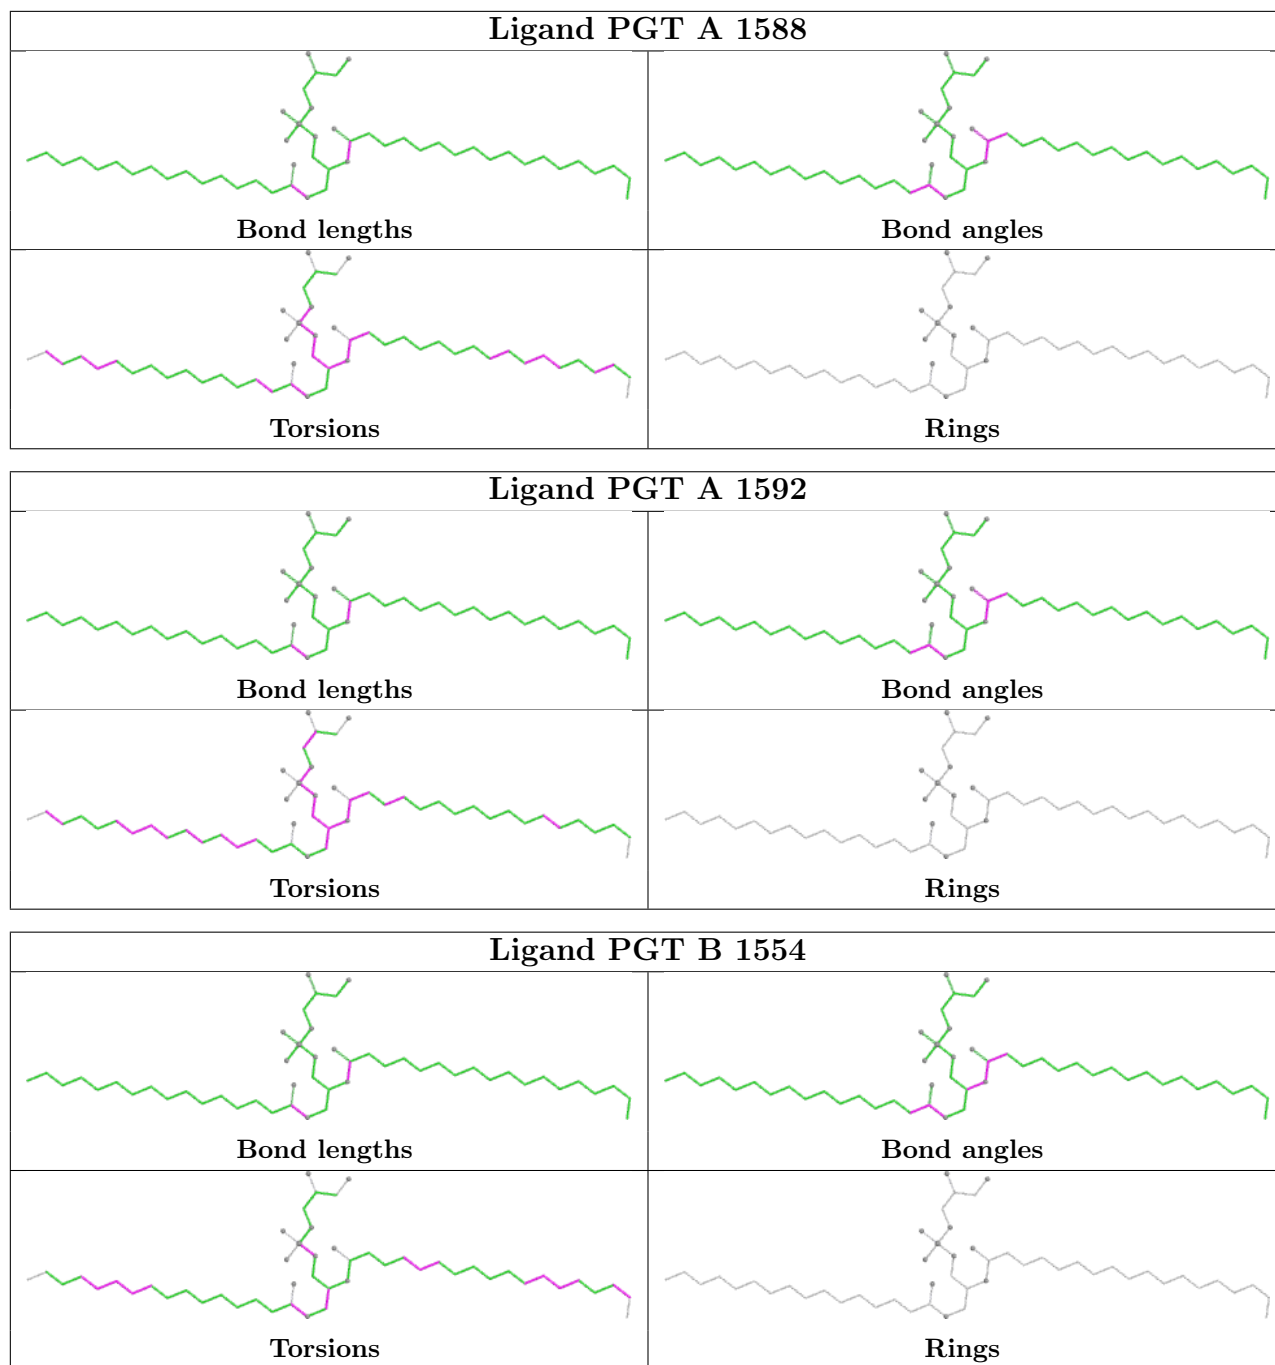 Ligand PGT A 1588
Bond lengths
Bond angles
Torsions
Rings
Ligand PGT A 1592
Bond lengths
Bond angles
Torsions
Rings
Ligand PGT B 1554
Bond lengths
Bond angles
Torsions
Rings